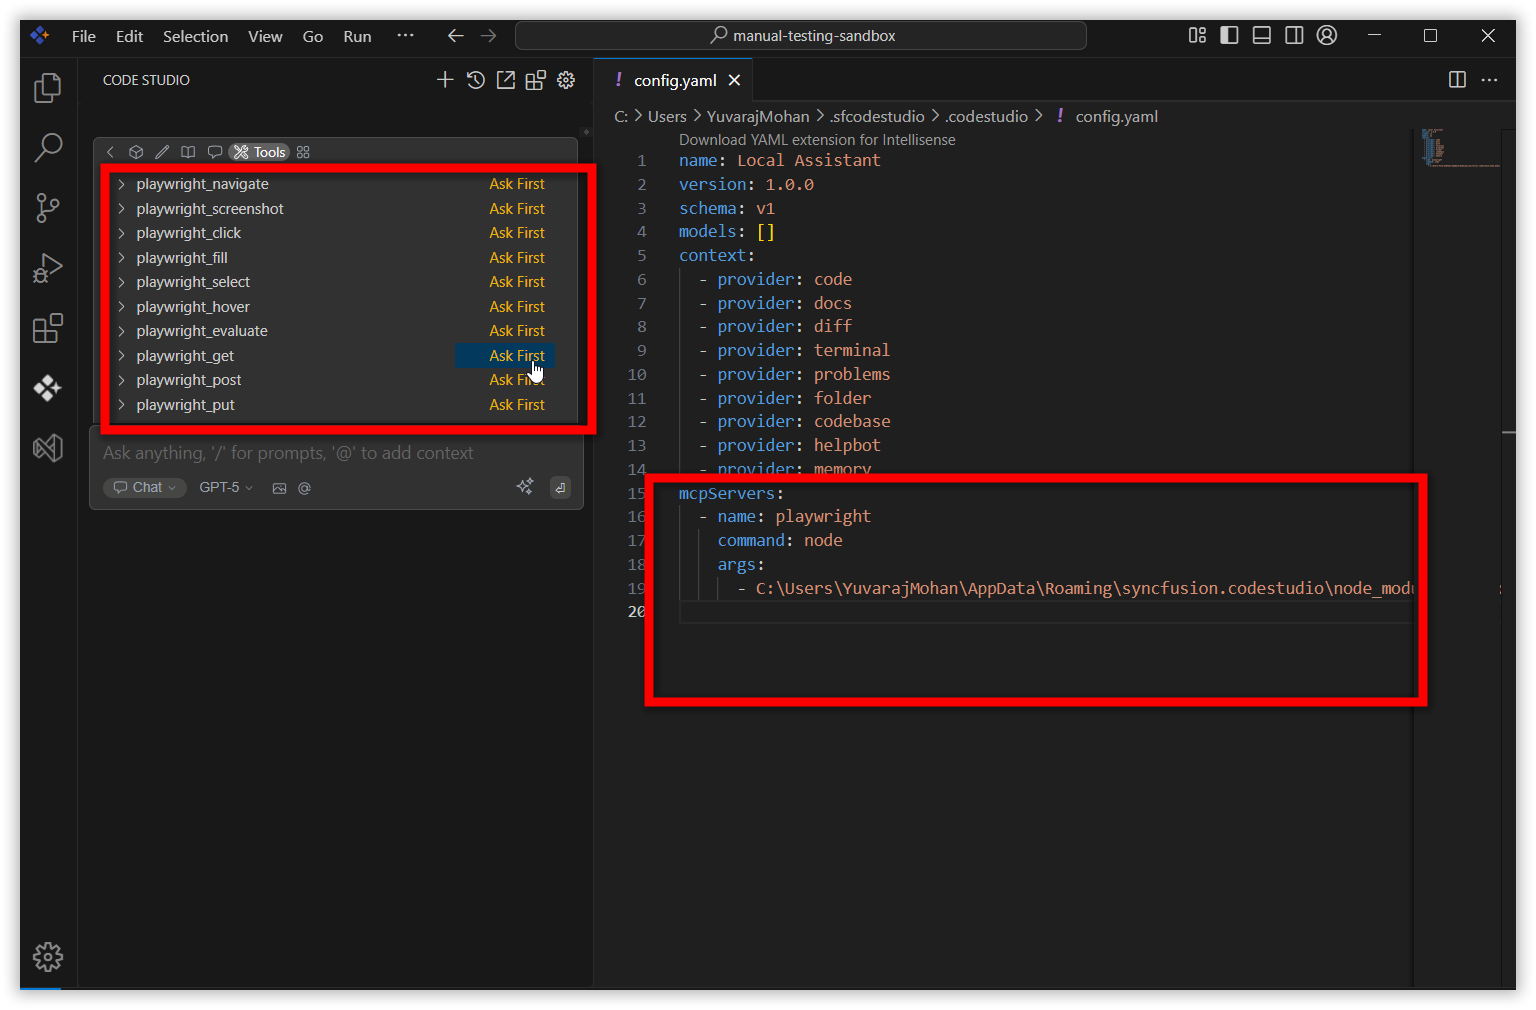 File Edit Selection View Go Run ··· manual-testing-sandbox
CODE STUDIO
Tools
playwright_navigate Ask First
playwright_screenshot Ask First
playwright_click Ask First
playwright_fill Ask First
playwright_select Ask First
playwright_hover Ask First
playwright_evaluate Ask First
playwright_get Ask First
playwright_post Ask First
playwright_put Ask First
Ask anything, '/' for prompts, '@' to add context
Chat GPT-5
! config.yaml
C: > Users > YuvarajMohan > .sfcodestudio > .codestudio > ! config.yaml
Download YAML extension for Intellisense
1 name: Local Assistant
2 version: 1.0.0
3 schema: v1
4 models: []
5 context:
6 - provider: code
7 - provider: docs
8 - provider: diff
9 - provider: terminal
10 - provider: problems
11 - provider: folder
12 - provider: codebase
13 - provider: helpbot
14 - provider: memory
15 mcpServers:
16 - name: playwright
17 command: node
18 args:
19 - C:\Users\YuvarajMohan\AppData\Roaming\syncfusion.codestudio\node_modu
20